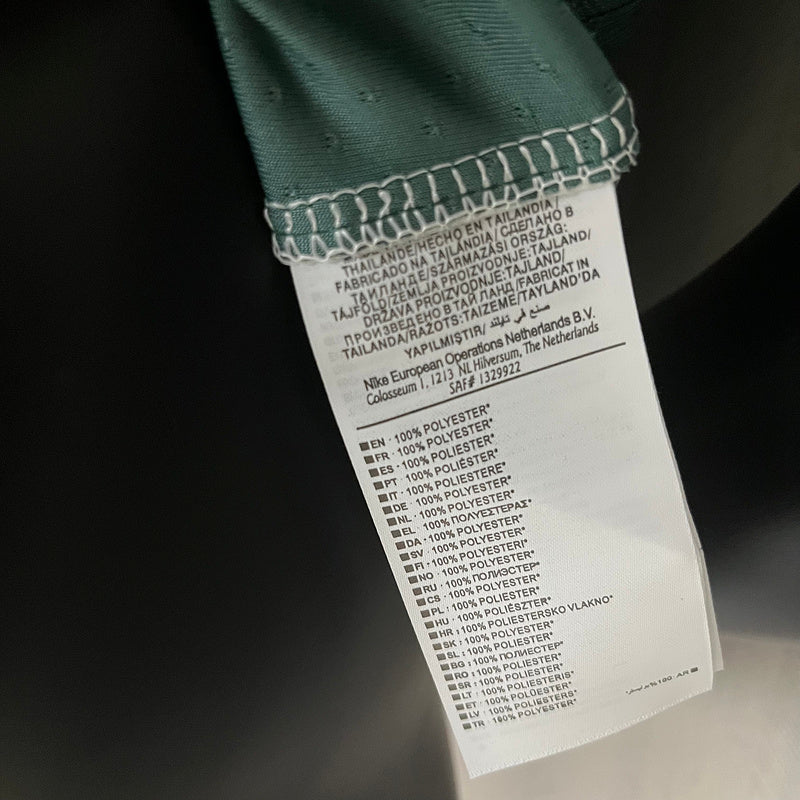 THAILANDE/HECHO EN TAILANDIA/
FABRICADO NA TAILÂNDIA/СДЕЛАНО В
ТАИЛАНДЕ/SZÁRMAZÁSI ORSZÁG:
TÁJFÖLD/ZEMLJA PROIZVODNJE:TAJLAND/
DRŽAVA PROIZVODNJE:TAJLAND/
ПРОИЗВЕДЕНО В ТАЙЛАНД/FABRICAT IN
TAILANDA/RAŽOTS:TAIZEME/TAYLAND'DA
YAPILMIŞTIR/ صنع في تايلند
Nike European Operations Netherlands B.V.
Colosseum 1, 1213 NL Hilversum, The Netherlands
SAF# 1329922
EN · 100% POLYESTER*
FR · 100% POLYESTER*
ES · 100% POLIÉSTER*
PT · 100% POLIÉSTER*
IT · 100% POLIESTERE*
DE · 100% POLYESTER*
NL · 100% POLYESTER*
EL · 100% ΠΟΛΥΕΣΤΕΡΑΣ*
DA · 100% POLYESTER*
SV · 100% POLYESTER*
FI · 100% POLYESTERI*
NO · 100% POLYESTER*
RU · 100% ПОЛИЭСТЕР*
CS · 100% POLYESTER*
PL : 100% POLIESTER*
HU · 100% POLIÉSZTER*
HR : 100% POLIESTERSKO VLAKNO*
SK : 100% POLYESTER*
SL : 100% POLIESTER*
BG : 100% ПОЛИЕСТЕР*
RO : 100% POLIESTER*
SR : 100% POLIESTER*
LT · 100% POLIESTERIS*
ET · 100% POLÜESTER*
LV · 100% POLIESTERS*
TR · 100% POLYESTER*